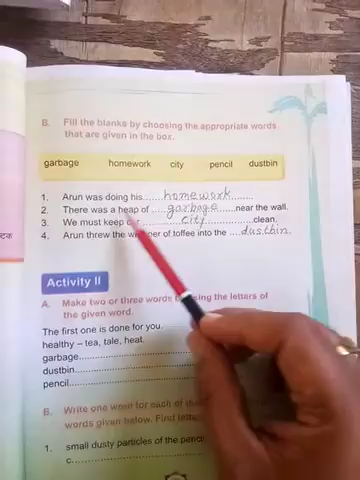 B. Fill the blanks by choosing the appropriate words
that are given in the box.
garbage homework city pencil dustbin
1. Arun was doing his......homework........
2. There was a heap of ....garbage......near the wall.
3. We must keep our............city................clean.
4. Arun threw the wrapper of toffee into the ....dustbin.
Activity II
A. Make two or three words by using the letters of
the given word.
The first one is done for you.
healthy – tea, tale, heat.
garbage
dustbin
pencil
B. Write one word for each of
words given below. Find
1. small dusty particles of the
c